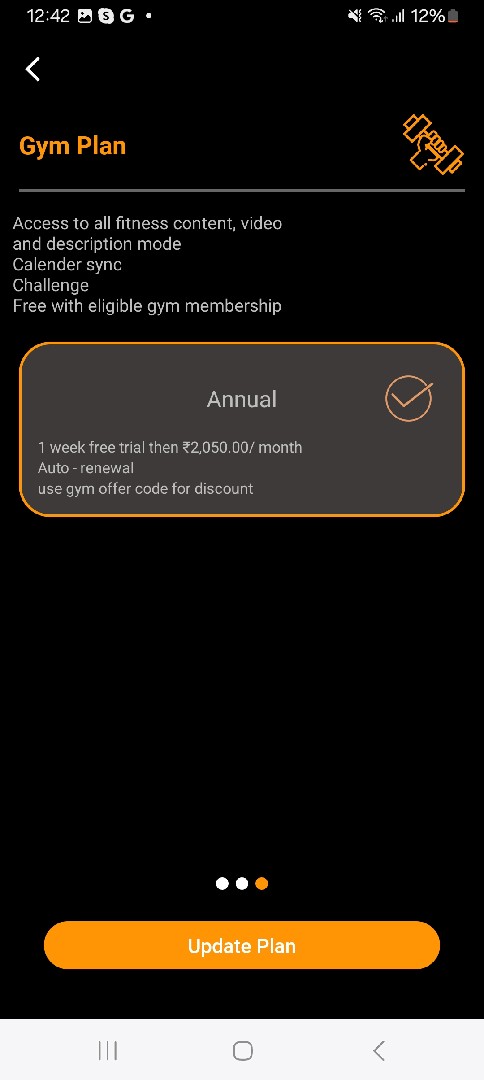 12:42
12%
Gym Plan
Access to all fitness content, video
and description mode
Calender sync
Challenge
Free with eligible gym membership
Annual
1 week free trial then ₹2,050.00/ month
Auto - renewal
use gym offer code for discount
Update Plan